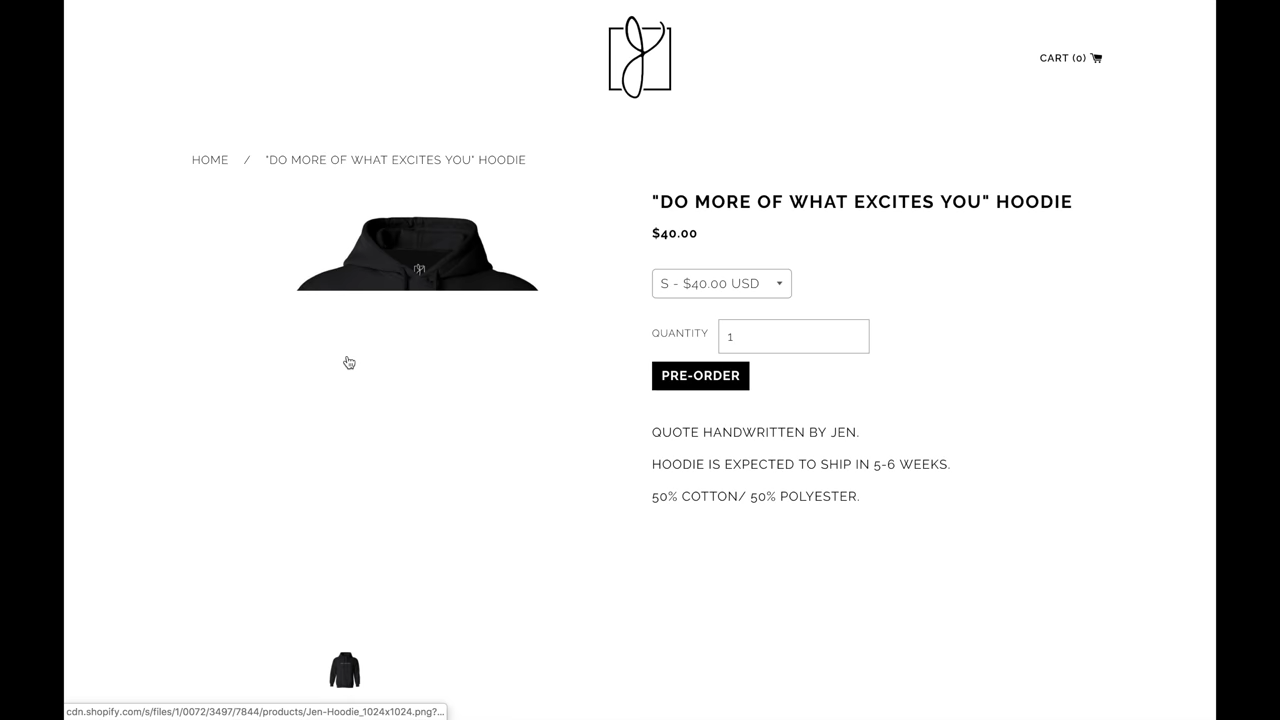 CART (0)
HOME / "DO MORE OF WHAT EXCITES YOU" HOODIE
"DO MORE OF WHAT EXCITES YOU" HOODIE
$40.00
S - $40.00 USD
QUANTITY 1
PRE-ORDER
QUOTE HANDWRITTEN BY JEN.
HOODIE IS EXPECTED TO SHIP IN 5-6 WEEKS.
50% COTTON/ 50% POLYESTER.
cdn.shopify.com/s/files/1/0072/3497/7844/products/Jen-Hoodie_1024x1024.png?...